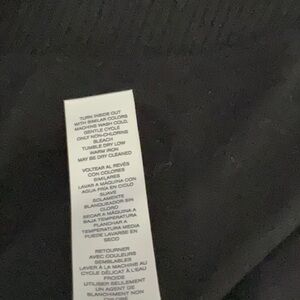 TURN INSIDE OUT
WITH SIMILAR COLORS
MACHINE WASH COLD,
GENTLE CYCLE
ONLY NON-CHLORINE
BLEACH
TUMBLE DRY LOW
WARM IRON
MAY BE DRY CLEANED
VOLTEAR AL REVÉS
CON COLORES
SIMILARES
LAVAR A MÁQUINA CON
AGUA FRIA EN CICLO
SUAVE
SOLAMENTE
BLANQUEADOR SIN
CLORO
SECAR A MÁQUINA A
TEMPERATURA BAJA
PLANCHAR A
TEMPERATURA MEDIA
PUEDE LAVARSE EN
SECO
RETOURNER
AVEC COULEURS
SEMBLABLES
LAVER À LA MACHINE AU
CYCLE DÉLICAT À L'EAU
FROIDE
UTILISER SEULEMENT
UN AGENT DE
BLANCHIMENT NON